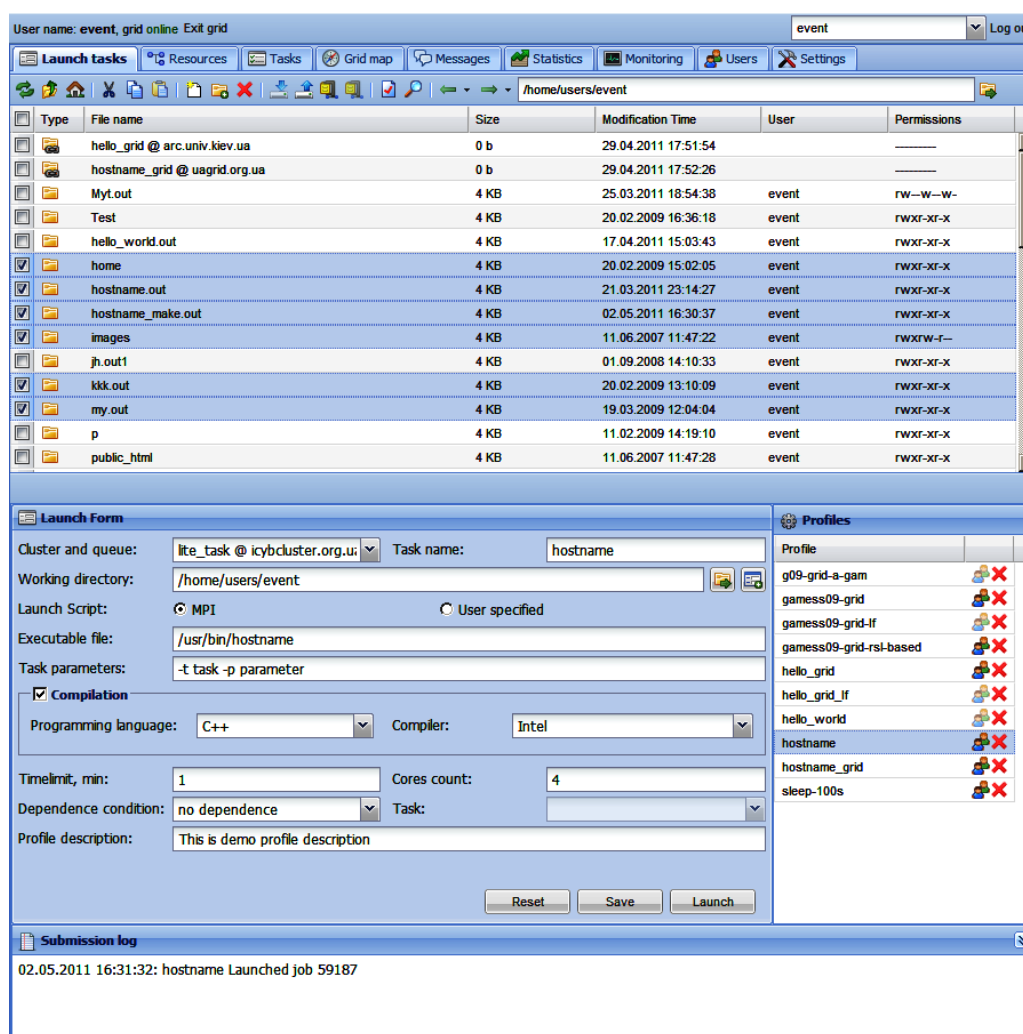 User name: event, grid online Exit grid event Log ou
Launch tasks Resources Tasks Grid map Messages Statistics Monitoring Users Settings
/home/users/event
Type File name Size Modification Time User Permissions
hello_grid @ arc.univ.kiev.ua 0 b 29.04.2011 17:51:54 ---------
hostname_grid @ uagrid.org.ua 0 b 29.04.2011 17:52:26 ---------
Myt.out 4 KB 25.03.2011 18:54:38 event rw--w--w-
Test 4 KB 20.02.2009 16:36:18 event rwxr-xr-x
hello_world.out 4 KB 17.04.2011 15:03:43 event rwxr-xr-x
home 4 KB 20.02.2009 15:02:05 event rwxr-xr-x
hostname.out 4 KB 21.03.2011 23:14:27 event rwxr-xr-x
hostname_make.out 4 KB 02.05.2011 16:30:37 event rwxr-xr-x
images 4 KB 11.06.2007 11:47:22 event rwxrw-r--
jh.out1 4 KB 01.09.2008 14:10:33 event rwxr-xr-x
kkk.out 4 KB 20.02.2009 13:10:09 event rwxr-xr-x
my.out 4 KB 19.03.2009 12:04:04 event rwxr-xr-x
p 4 KB 11.02.2009 14:19:10 event rwxr-xr-x
public_html 4 KB 11.06.2007 11:47:28 event rwxr-xr-x
Launch Form
Cluster and queue: lite_task @ icybcluster.org.u Task name: hostname
Working directory: /home/users/event
Launch Script: MPI User specified
Executable file: /usr/bin/hostname
Task parameters: -t task -p parameter
Compilation
Programming language: C++ Compiler: Intel
Timelimit, min: 1 Cores count: 4
Dependence condition: no dependence Task:
Profile description: This is demo profile description
Reset Save Launch
Profiles
Profile
g09-grid-a-gam
gamess09-grid
gamess09-grid-lf
gamess09-grid-rsl-based
hello_grid
hello_grid_lf
hello_world
hostname
hostname_grid
sleep-100s
Submission log
02.05.2011 16:31:32: hostname Launched job 59187